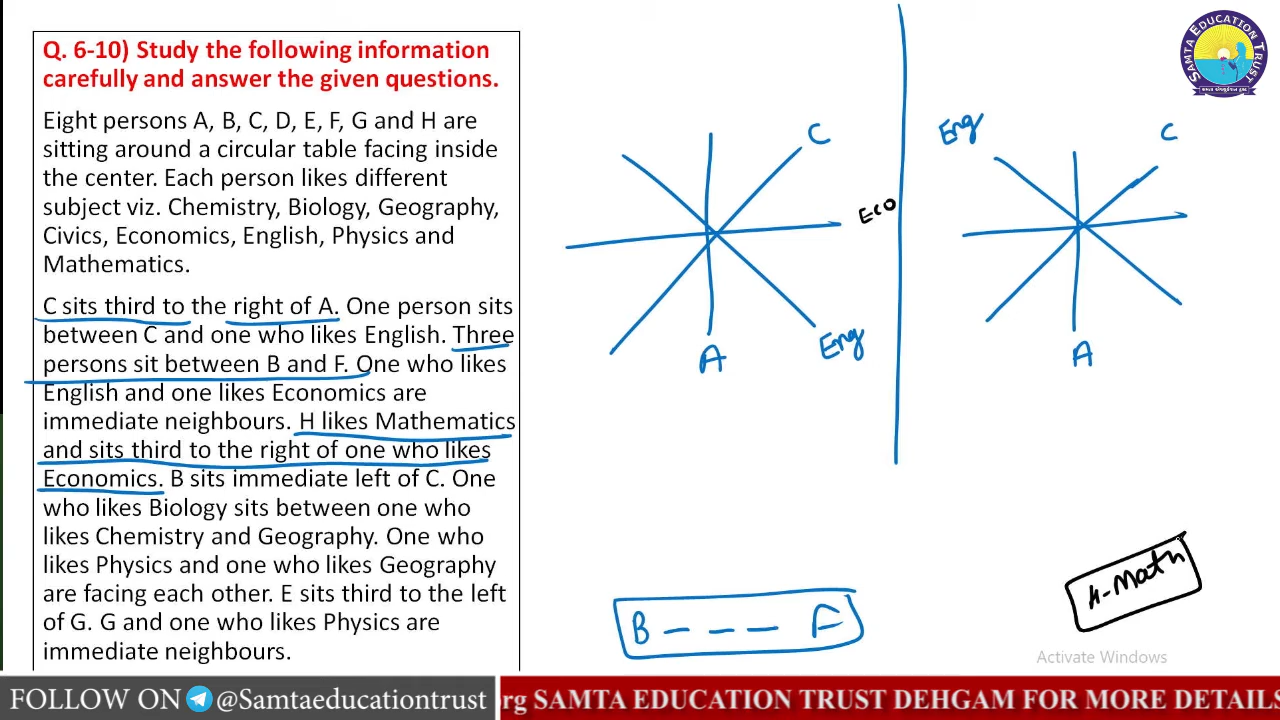 Q. 6-10) Study the following information
carefully and answer the given questions.
Eight persons A, B, C, D, E, F, G and H are
sitting around a circular table facing inside
the center. Each person likes different
subject viz. Chemistry, Biology, Geography,
Civics, Economics, English, Physics and
Mathematics.
C sits third to the right of A. One person sits
between C and one who likes English. Three
persons sit between B and F. One who likes
English and one likes Economics are
immediate neighbours. H likes Mathematics
and sits third to the right of one who likes
Economics. B sits immediate left of C. One
who likes Biology sits between one who
likes Chemistry and Geography. One who
likes Physics and one who likes Geography
are facing each other. E sits third to the left
of G. G and one who likes Physics are
immediate neighbours.
C
Eco
Eng
A
Eng
C
A
B - - - F
H-Math
SAMTA EDUCATION TRUST
Activate Windows
FOLLOW ON @Samtaeducationtrust
rg SAMTA EDUCATION TRUST DEHGAM FOR MORE DETAILS